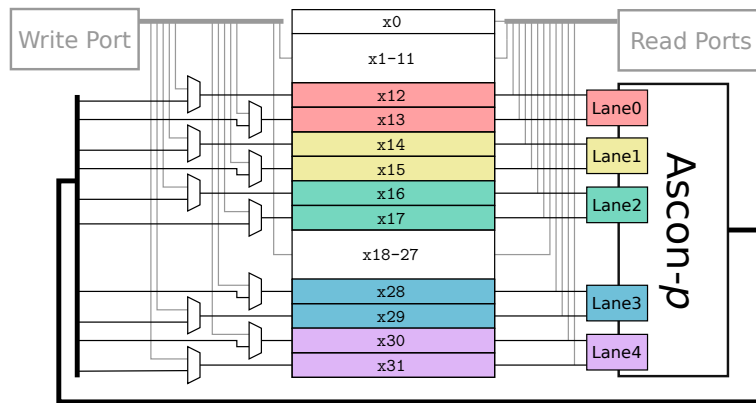 Write Port
x0
Read Ports
x1-11
x12
x13
x14
x15
x16
x17
x18-27
x28
x29
x30
x31
Lane0
Lane1
Lane2
Lane3
Lane4
Ascon-p